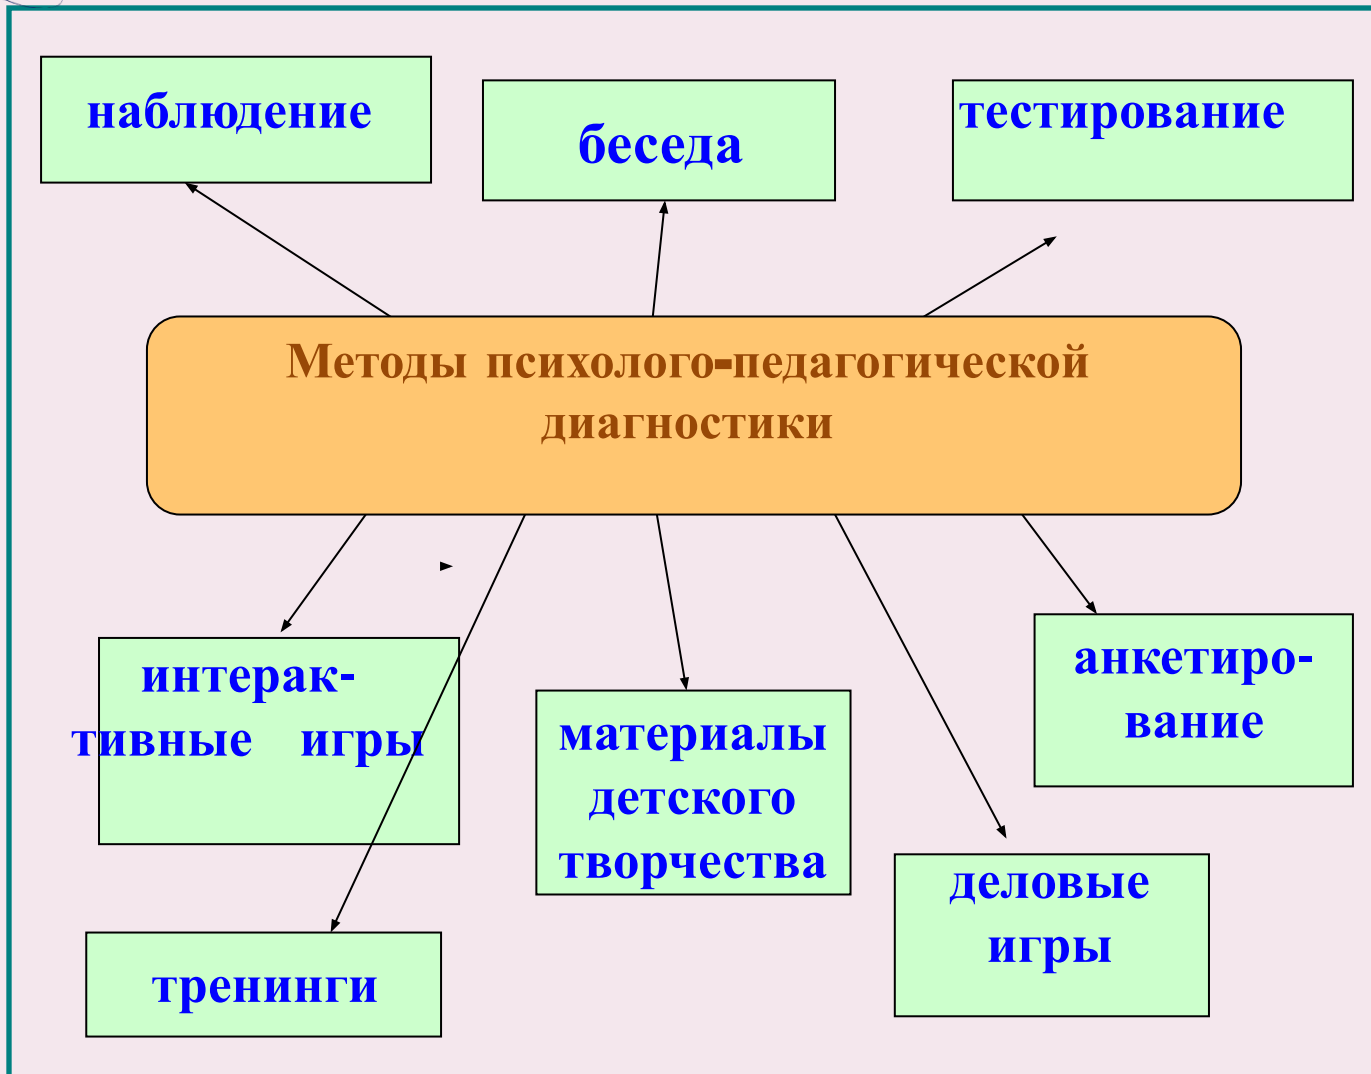 наблюдение
беседа
тестирование
Методы психолого-педагогической
диагностики
интерак-
тивные игры
материалы
детского
творчества
анкетиро-
вание
деловые
игры
тренинги